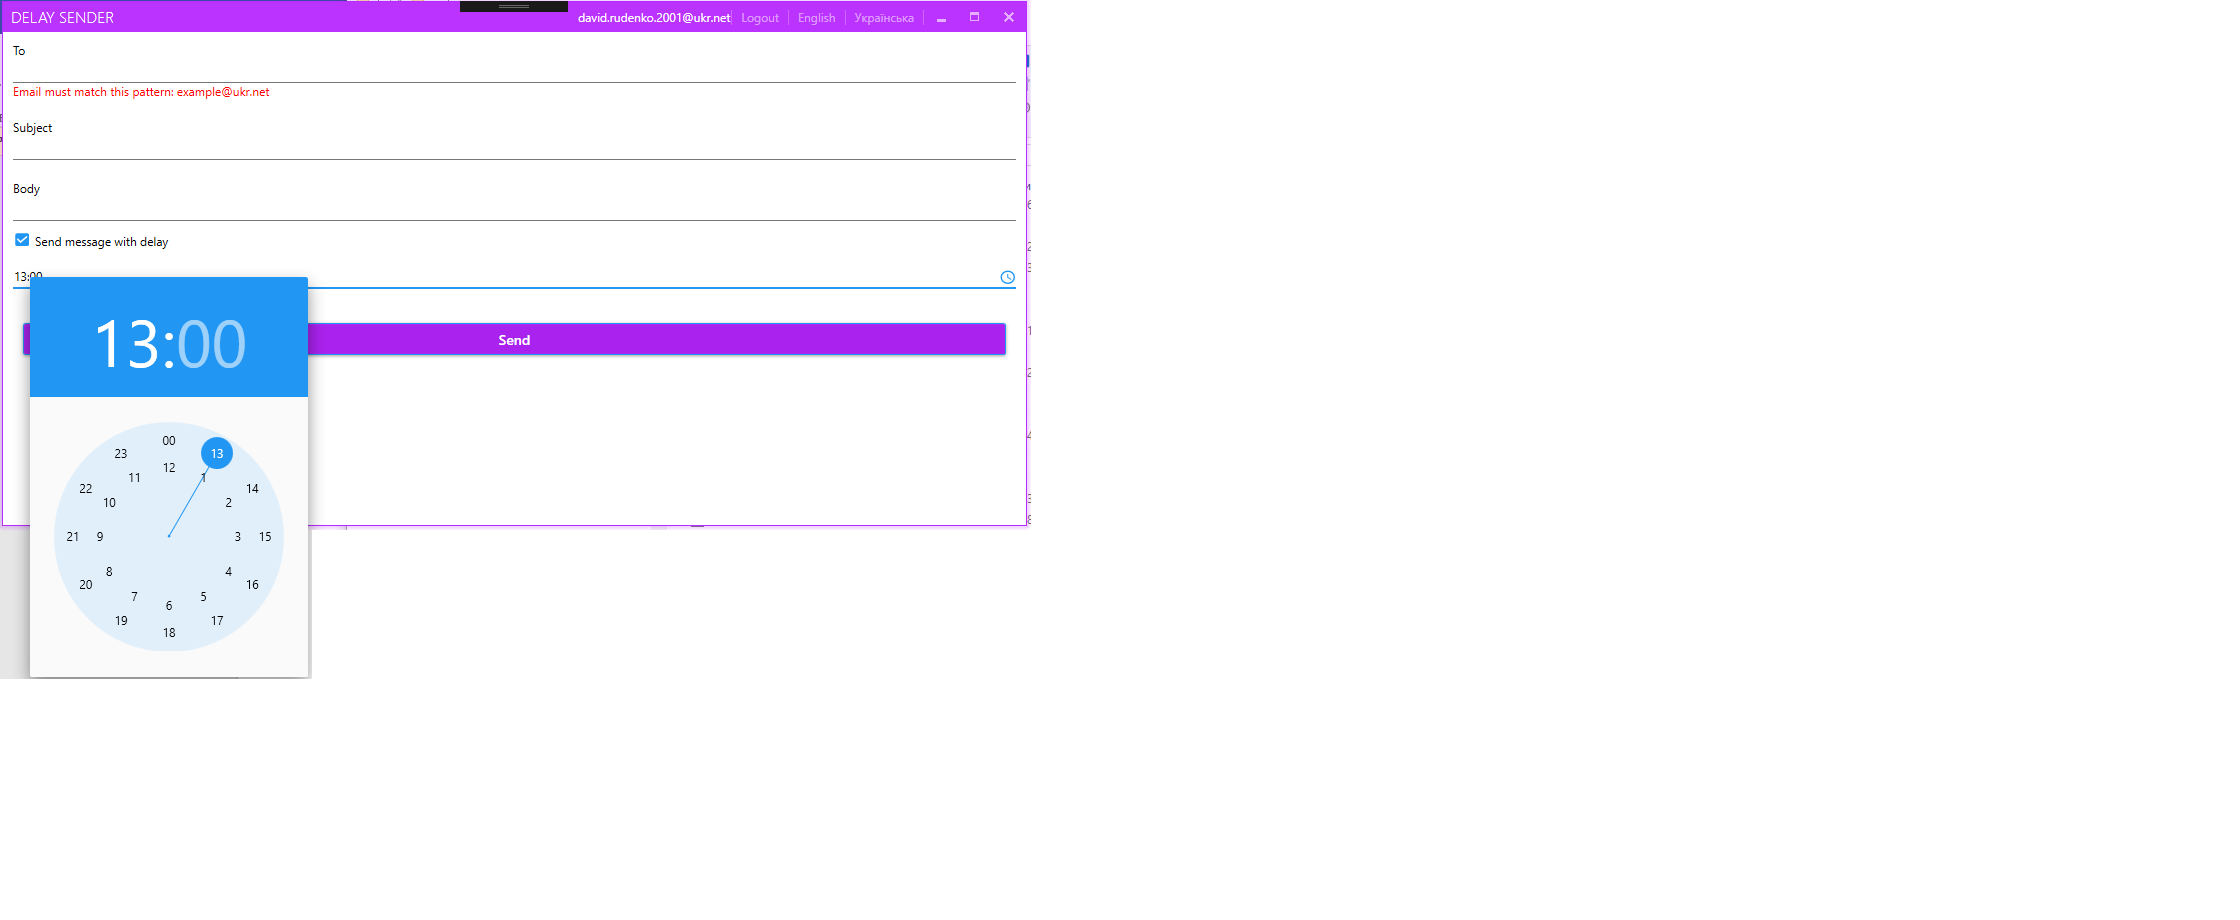 DELAY SENDER david.rudenko.2001@ukr.net Logout English Українська
To
Email must match this pattern: example@ukr.net
Subject
Body
Send message with delay
13:00
13:00
Send
00
23 13
12
11 1
22 14
10 2
21 9 3 15
8 4
20 16
7 5
6
19 17
18